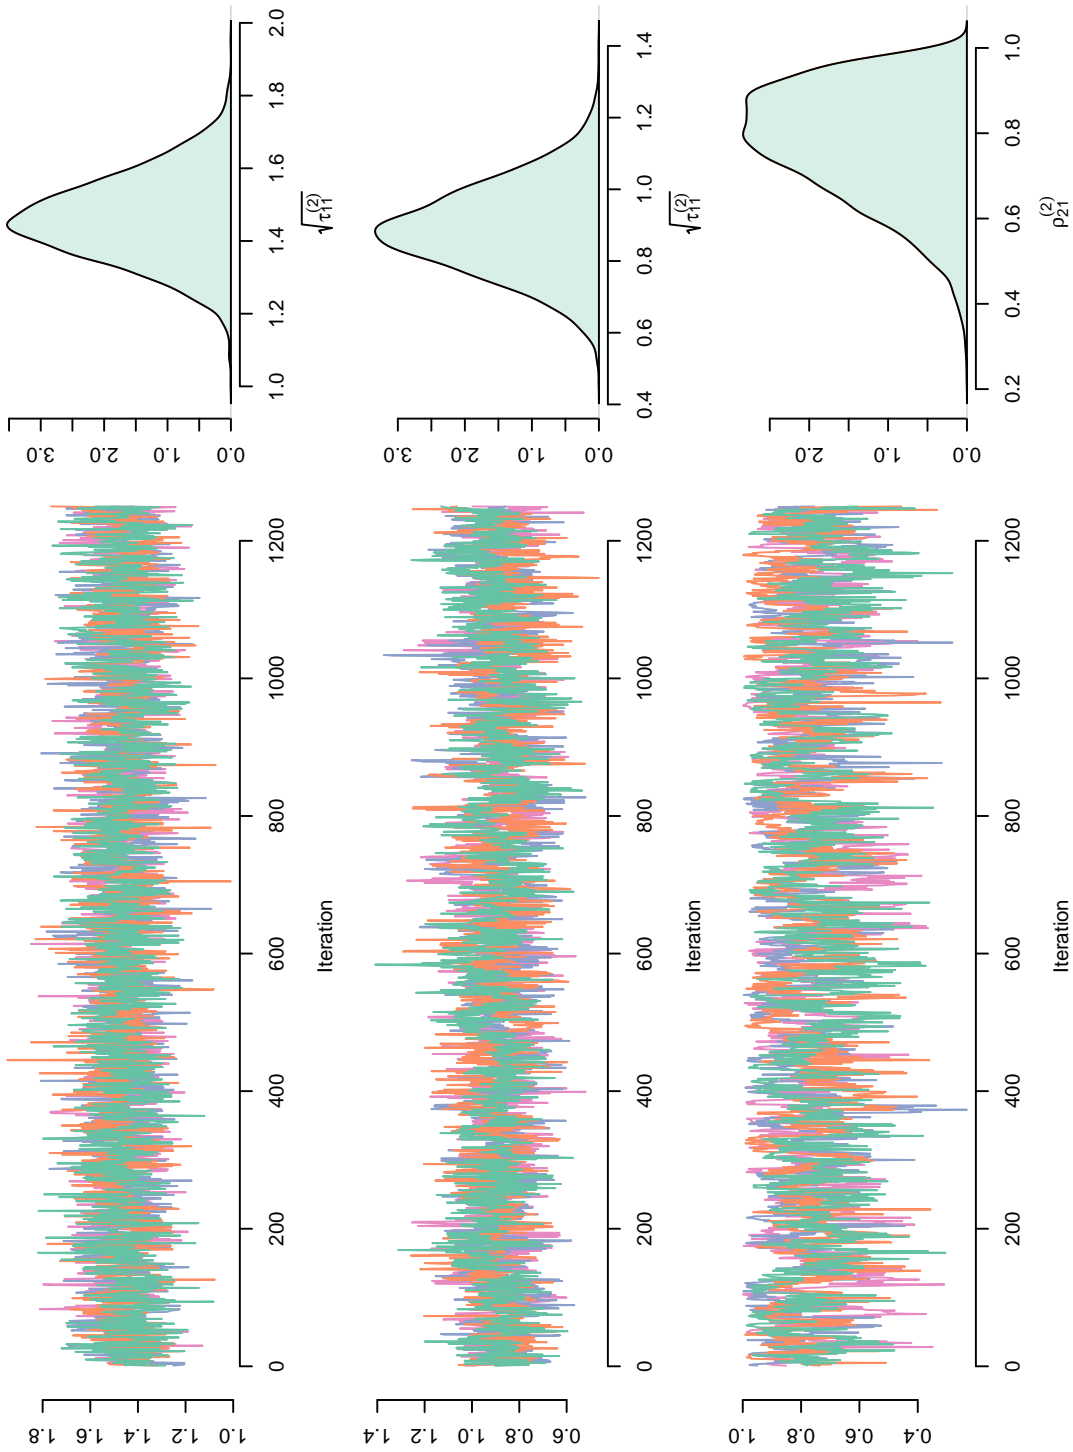 1.0 1.2 1.4 1.6 1.8
0 200 400 600 800 1000 1200
Iteration
0.0 1.0 2.0 3.0
1.0 1.2 1.4 1.6 1.8 2.0
√τ₁₁⁽²⁾
0.6 0.8 1.0 1.2 1.4
0 200 400 600 800 1000 1200
Iteration
0.0 1.0 2.0 3.0
0.4 0.6 0.8 1.0 1.2 1.4
√τ₁₁⁽²⁾
0.4 0.6 0.8 1.0
0 200 400 600 800 1000 1200
Iteration
0.0 1.0 2.0
0.2 0.4 0.6 0.8 1.0
ρ₂₁⁽²⁾